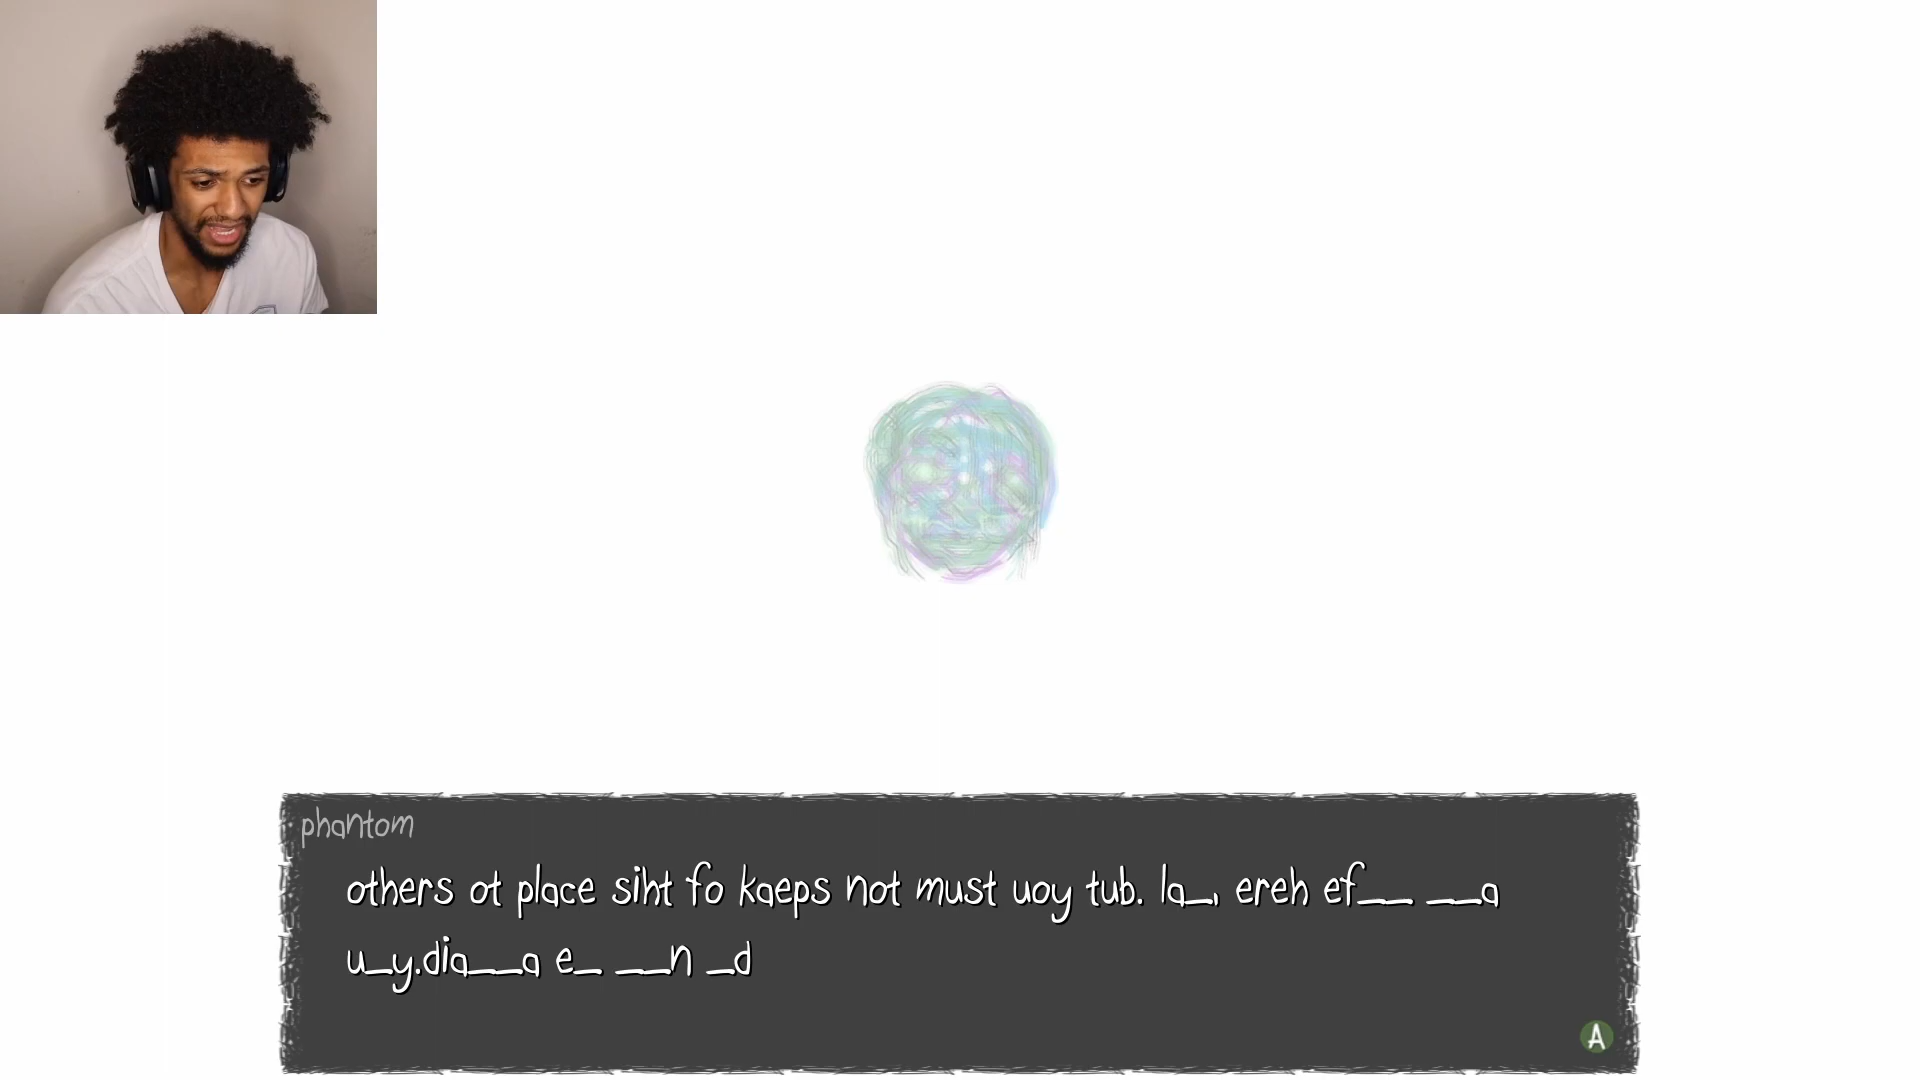 phantom
others ot place siht fo kaeps not must uoy tub. la_, ereh ef__ __a
u_y.dia__a e_ __n _d
A